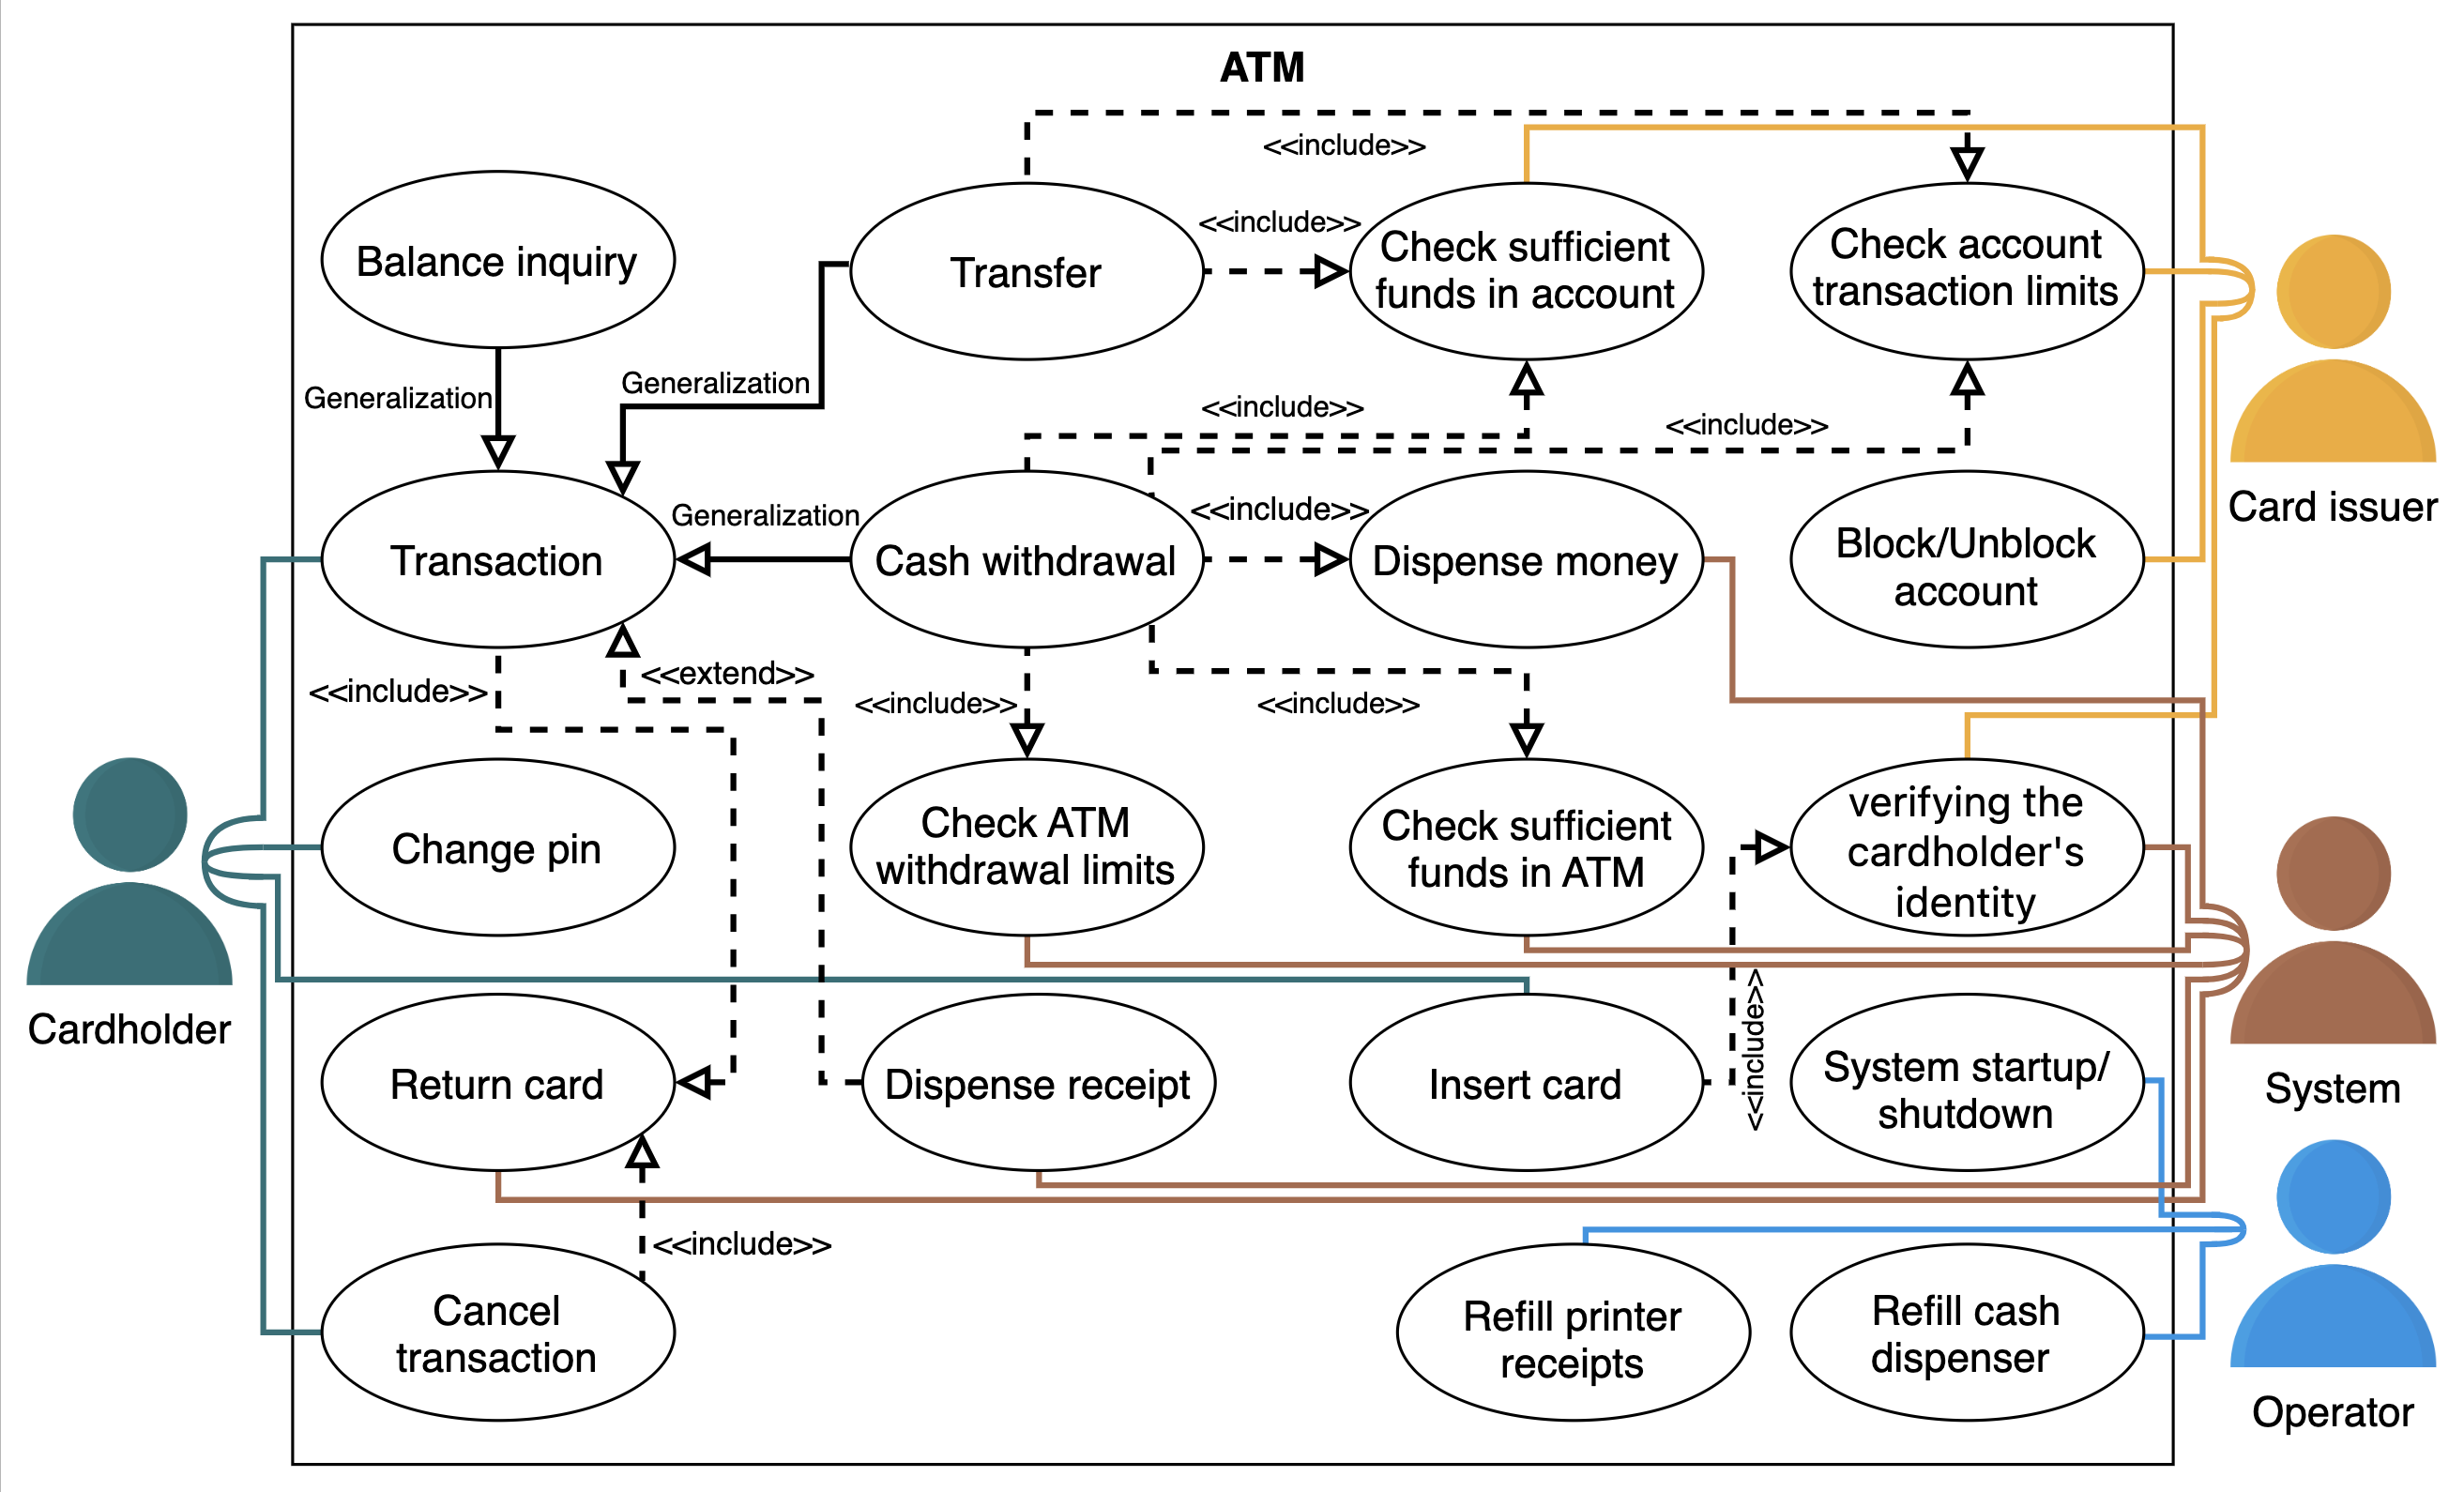 ATM
<<include>>
<<include>>
Balance inquiry
Transfer
Check sufficient
funds in account
Check account
transaction limits
Generalization
Generalization
<<include>>
<<include>>
Card issuer
Generalization
<<include>>
Transaction
Cash withdrawal
Dispense money
Block/Unblock
account
<<include>>
<<extend>>
<<include>>
<<include>>
Change pin
Check ATM
withdrawal limits
Check sufficient
funds in ATM
verifying the
cardholder's
identity
Cardholder
<<include>>
Return card
Dispense receipt
Insert card
System startup/
shutdown
System
<<include>>
Cancel
transaction
Refill printer
receipts
Refill cash
dispenser
Operator